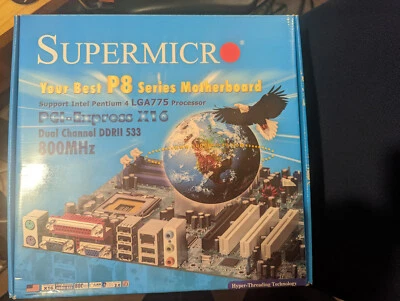 SUPERMICR
Your Best P8 Series Motherboard
Support Intel Pentium 4 LGA775 Processor
PCI-Express X16
Dual Channel DDRII 533
800MHz
Hyper-Threading Technology